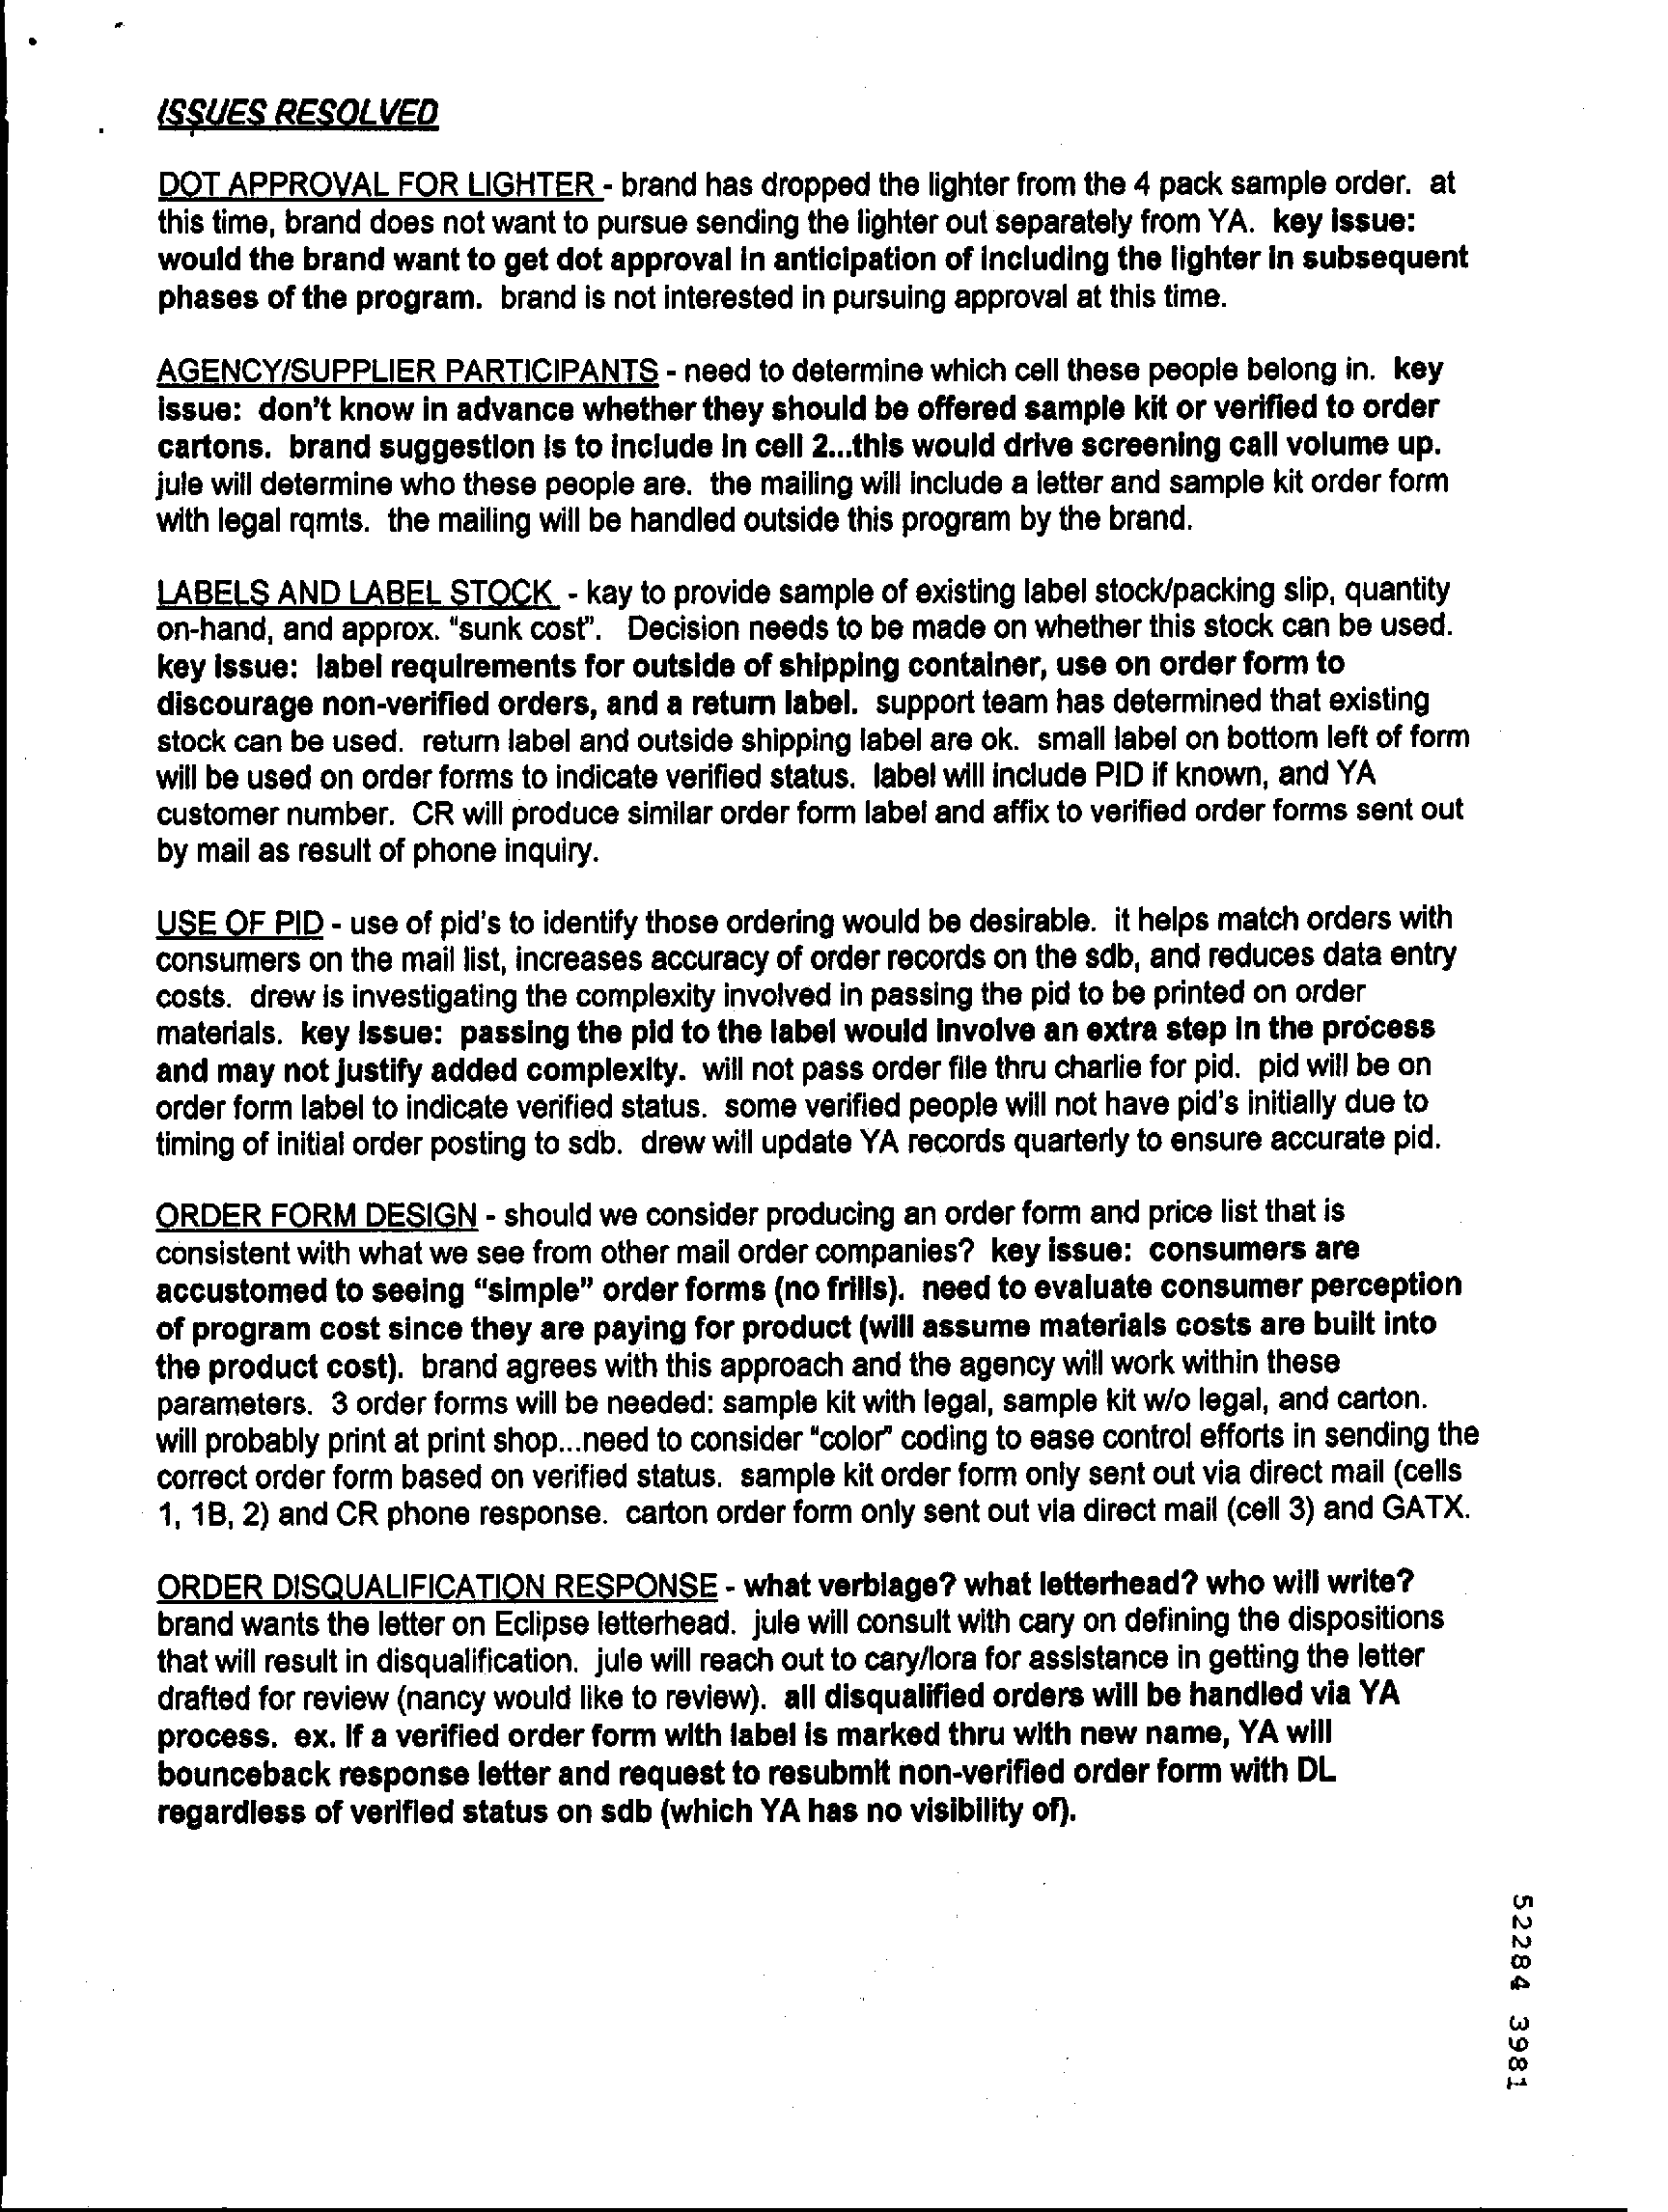 ISSUES RESOLVED
DOT APPROVAL FOR LIGHTER - brand has dropped the lighter from the 4 pack sample order. at
this time, brand does not want to pursue sending the lighter out separately from YA. key issue:
would the brand want to get dot approval in anticipation of including the lighter in subsequent
phases of the program. brand is not interested in pursuing approval at this time.
AGENCY/SUPPLIER PARTICIPANTS - need to determine which cell these people belong in. key
issue: don't know in advance whether they should be offered sample kit or verified to order
cartons. brand suggestion is to include in cell 2...this would drive screening call volume up.
jule will determine who these people are. the mailing will include a letter and sample kit order form
with legal rqmts. the mailing will be handled outside this program by the brand.
LABELS AND LABEL STOCK - kay to provide sample of existing label stock/packing slip, quantity
on-hand, and approx. "sunk cost". Decision needs to be made on whether this stock can be used.
key issue: label requirements for outside of shipping container, use on order form to
discourage non-verified orders, and a return label. support team has determined that existing
stock can be used. return label and outside shipping label are ok. small label on bottom left of form
will be used on order forms to indicate verified status. label will include PID if known, and YA
customer number. CR will produce similar order form label and affix to verified order forms sent out
by mail as result of phone inquiry.
USE OF PID - use of pid's to identify those ordering would be desirable. it helps match orders with
consumers on the mail list, increases accuracy of order records on the sdb, and reduces data entry
costs. drew is investigating the complexity involved in passing the pid to be printed on order
materials. key issue: passing the pid to the label would involve an extra step in the process
and may not justify added complexity. will not pass order file thru charlie for pid. pid will be on
order form label to indicate verified status. some verified people will not have pid's initially due to
timing of initial order posting to sdb. drew will update YA records quarterly to ensure accurate pid.
ORDER FORM DESIGN - should we consider producing an order form and price list that is
consistent with what we see from other mail order companies? key issue: consumers are
accustomed to seeing "simple" order forms (no frills). need to evaluate consumer perception
of program cost since they are paying for product (will assume materials costs are built into
the product cost). brand agrees with this approach and the agency will work within these
parameters. 3 order forms will be needed: sample kit with legal, sample kit w/o legal, and carton.
will probably print at print shop...need to consider "color" coding to ease control efforts in sending the
correct order form based on verified status. sample kit order form only sent out via direct mail (cells
1, 1B, 2) and CR phone response. carton order form only sent out via direct mail (cell 3) and GATX.
ORDER DISQUALIFICATION RESPONSE - what verbiage? what letterhead? who will write?
brand wants the letter on Eclipse letterhead. jule will consult with cary on defining the dispositions
that will result in disqualification. jule will reach out to cary/lora for assistance in getting the letter
drafted for review (nancy would like to review). all disqualified orders will be handled via YA
process. ex. if a verified order form with label is marked thru with new name, YA will
bounceback response letter and request to resubmit non-verified order form with DL
regardless of verified status on sdb (which YA has no visibility of).
52284 3981